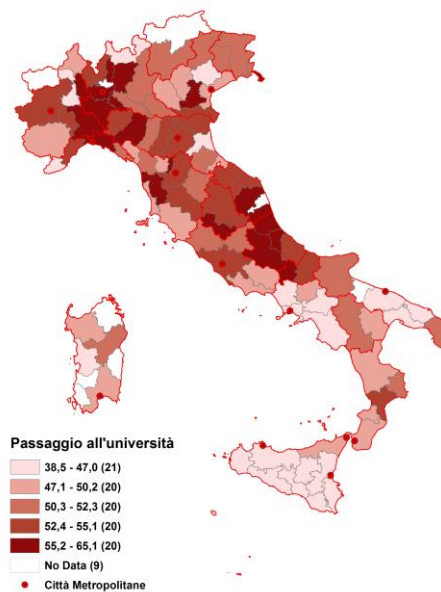 Passaggio all'università
38,5 - 47,0 (21)
47,1 - 50,2 (20)
50,3 - 52,3 (20)
52,4 - 55,1 (20)
55,2 - 65,1 (20)
No Data (9)
Città Metropolitane